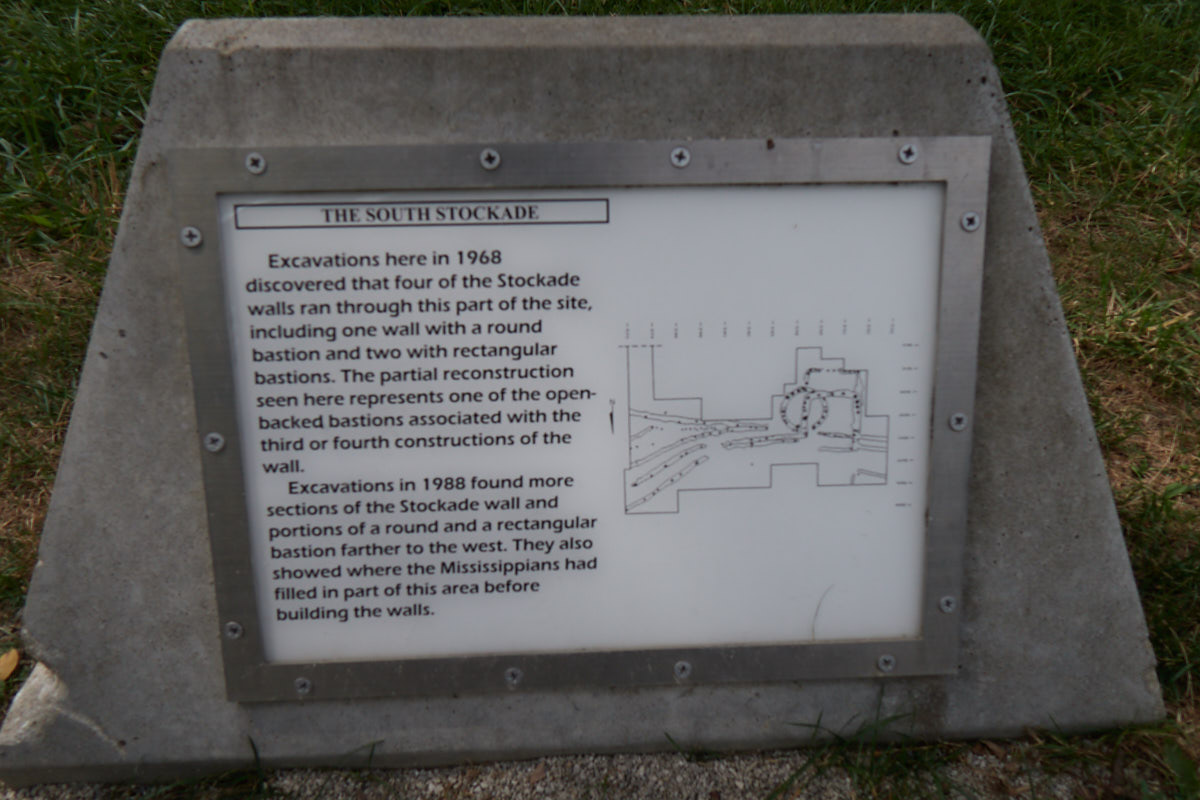 THE SOUTH STOCKADE
Excavations here in 1968
discovered that four of the Stockade
walls ran through this part of the site,
including one wall with a round
bastion and two with rectangular
bastions. The partial reconstruction
seen here represents one of the open-
backed bastions associated with the
third or fourth constructions of the
wall.
Excavations in 1988 found more
sections of the Stockade wall and
portions of a round and a rectangular
bastion farther to the west. They also
showed where the Mississippians had
filled in part of this area before
building the walls.